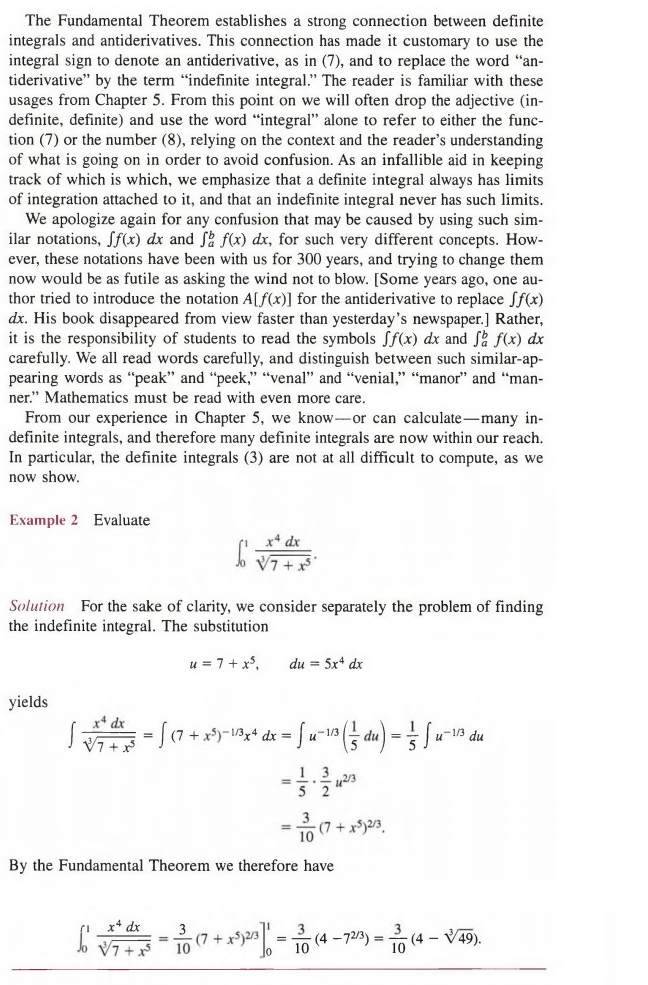 The Fundamental Theorem establishes a strong connection between definite
integrals and antiderivatives. This connection has made it customary to use the
integral sign to denote an antiderivative, as in (7), and to replace the word “an-
tiderivative” by the term “indefinite integral.” The reader is familiar with these
usages from Chapter 5. From this point on we will often drop the adjective (in-
definite, definite) and use the word “integral” alone to refer to either the func-
tion (7) or the number (8), relying on the context and the reader’s understanding
of what is going on in order to avoid confusion. As an infallible aid in keeping
track of which is which, we emphasize that a definite integral always has limits
of integration attached to it, and that an indefinite integral never has such limits.
We apologize again for any confusion that may be caused by using such sim-
ilar notations, ∫f(x) dx and ∫ₐᵇ f(x) dx, for such very different concepts. How-
ever, these notations have been with us for 300 years, and trying to change them
now would be as futile as asking the wind not to blow. [Some years ago, one au-
thor tried to introduce the notation A[f(x)] for the antiderivative to replace ∫f(x)
dx. His book disappeared from view faster than yesterday’s newspaper.] Rather,
it is the responsibility of students to read the symbols ∫f(x) dx and ∫ₐᵇ f(x) dx
carefully. We all read words carefully, and distinguish between such similar-ap-
pearing words as “peak” and “peek,” “venal” and “venial,” “manor” and “man-
ner.” Mathematics must be read with even more care.
From our experience in Chapter 5, we know—or can calculate—many in-
definite integrals, and therefore many definite integrals are now within our reach.
In particular, the definite integrals (3) are not at all difficult to compute, as we
now show.
Example 2 Evaluate
∫₀¹ x⁴ dx / ∛(7 + x⁵).
Solution For the sake of clarity, we consider separately the problem of finding
the indefinite integral. The substitution
u = 7 + x⁵, du = 5x⁴ dx
yields
∫ x⁴ dx / ∛(7 + x⁵) = ∫ (7 + x⁵)^(-1/3) x⁴ dx = ∫ u^(-1/3) (1/5 du) = 1/5 ∫ u^(-1/3) du
= 1/5 · 3/2 u^(2/3)
= 3/10 (7 + x⁵)^(2/3).
By the Fundamental Theorem we therefore have
∫₀¹ x⁴ dx / ∛(7 + x⁵) = 3/10 (7 + x⁵)^(2/3) ]₀¹ = 3/10 (4 −7^(2/3)) = 3/10 (4 − ∛49).